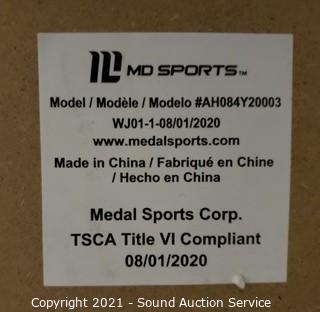 MD SPORTS™
Model / Modèle / Modelo #AH084Y20003
WJ01-1-08/01/2020
www.medalsports.com
Made in China / Fabriqué en Chine
/ Hecho en China
Medal Sports Corp.
TSCA Title VI Compliant
08/01/2020
Copyright 2021 - Sound Auction Service